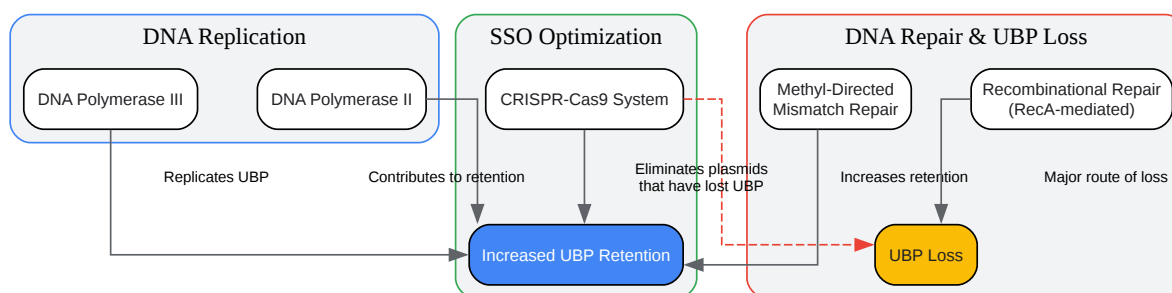 DNA Replication
SSO Optimization
DNA Repair & UBP Loss
DNA Polymerase III
DNA Polymerase II
CRISPR-Cas9 System
Methyl-Directed
Mismatch Repair
Recombinational Repair
(RecA-mediated)
Replicates UBP
Contributes to retention
Eliminates plasmids
that have lost UBP
Increases retention
Major route of loss
Increased UBP Retention
UBP Loss